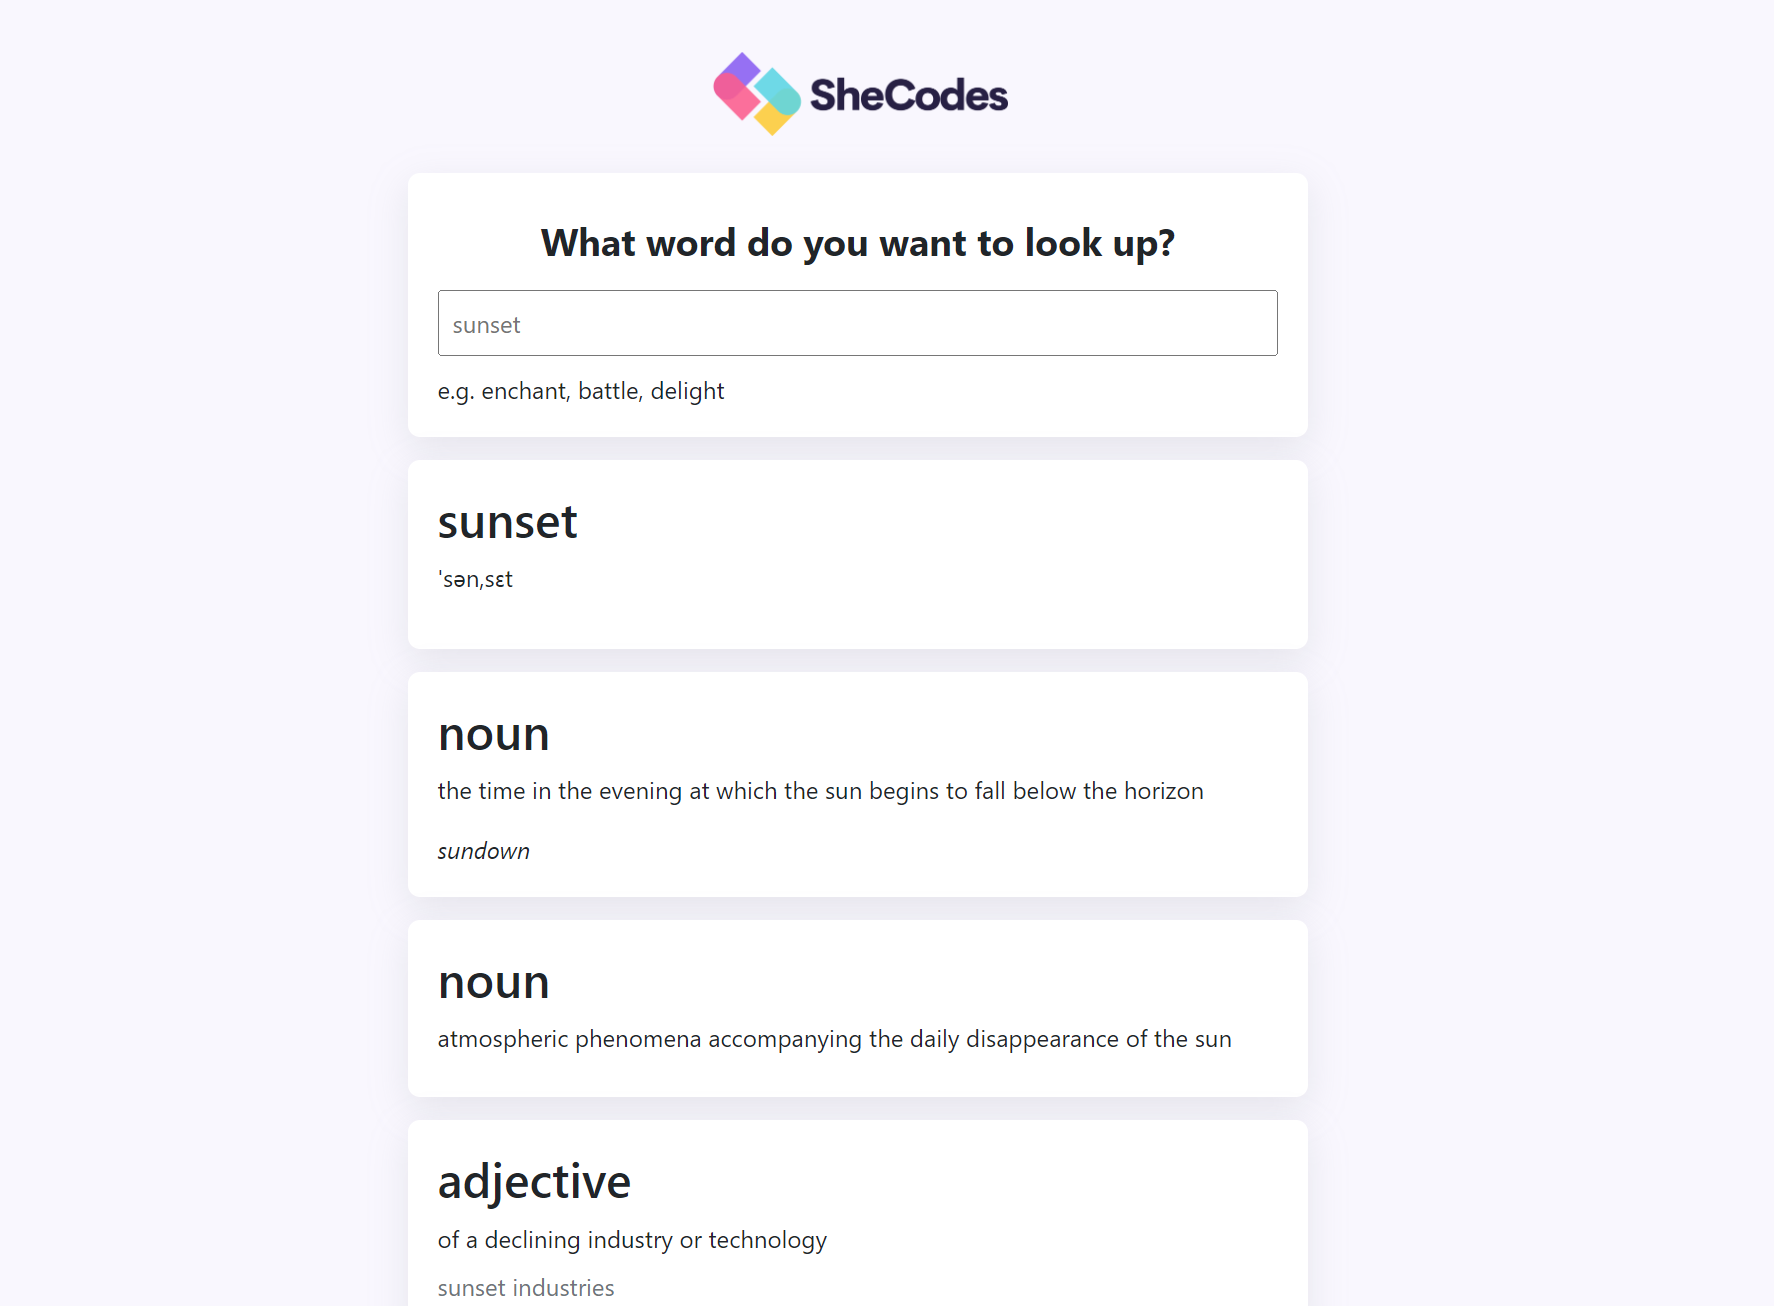 SheCodes
What word do you want to look up?
sunset
e.g. enchant, battle, delight
sunset
ˈsən,sɛt
noun
the time in the evening at which the sun begins to fall below the horizon
sundown
noun
atmospheric phenomena accompanying the daily disappearance of the sun
adjective
of a declining industry or technology
sunset industries